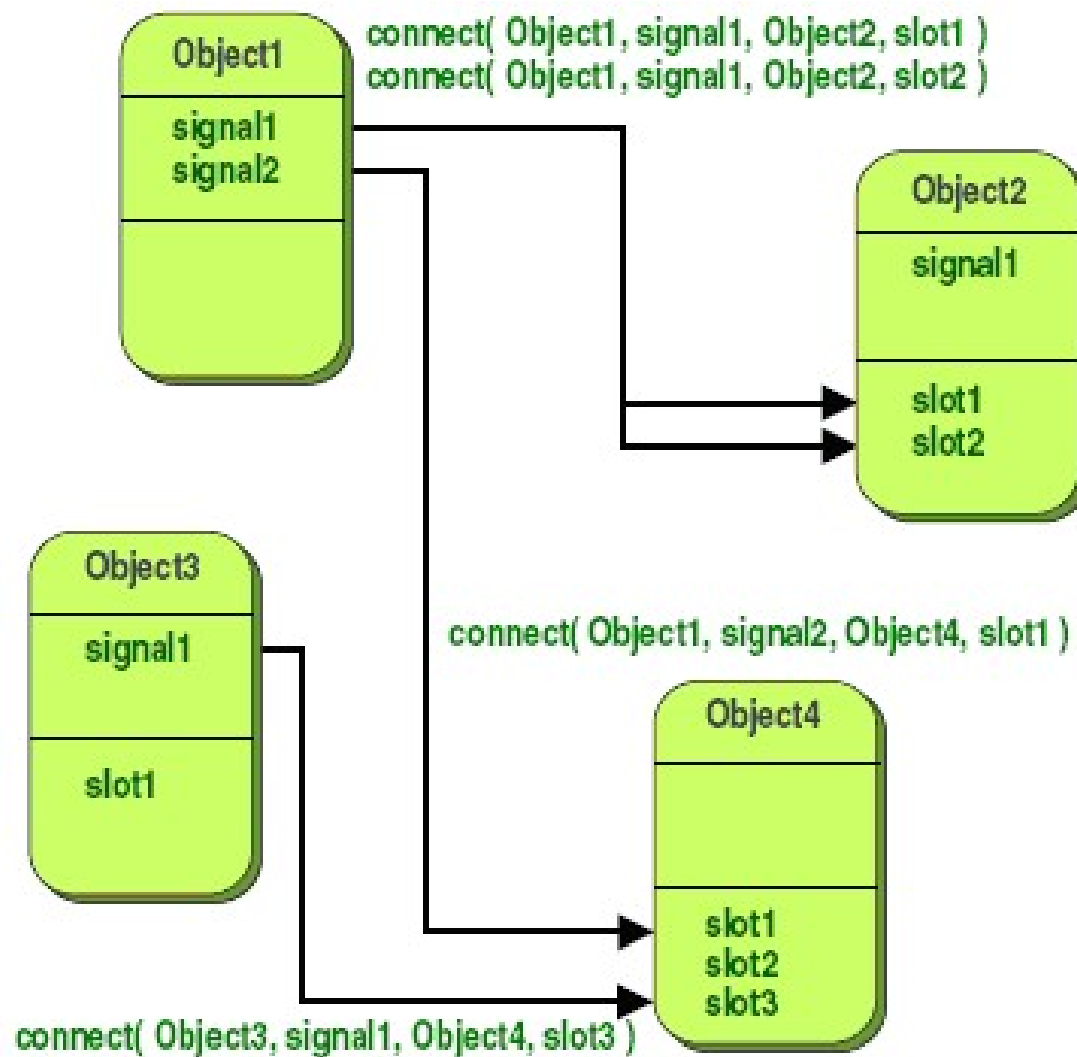 Object1
signal1
signal2
connect( Object1, signal1, Object2, slot1 )
connect( Object1, signal1, Object2, slot2 )
Object2
signal1
slot1
slot2
Object3
signal1
slot1
connect( Object1, signal2, Object4, slot1 )
Object4
slot1
slot2
slot3
connect( Object3, signal1, Object4, slot3 )